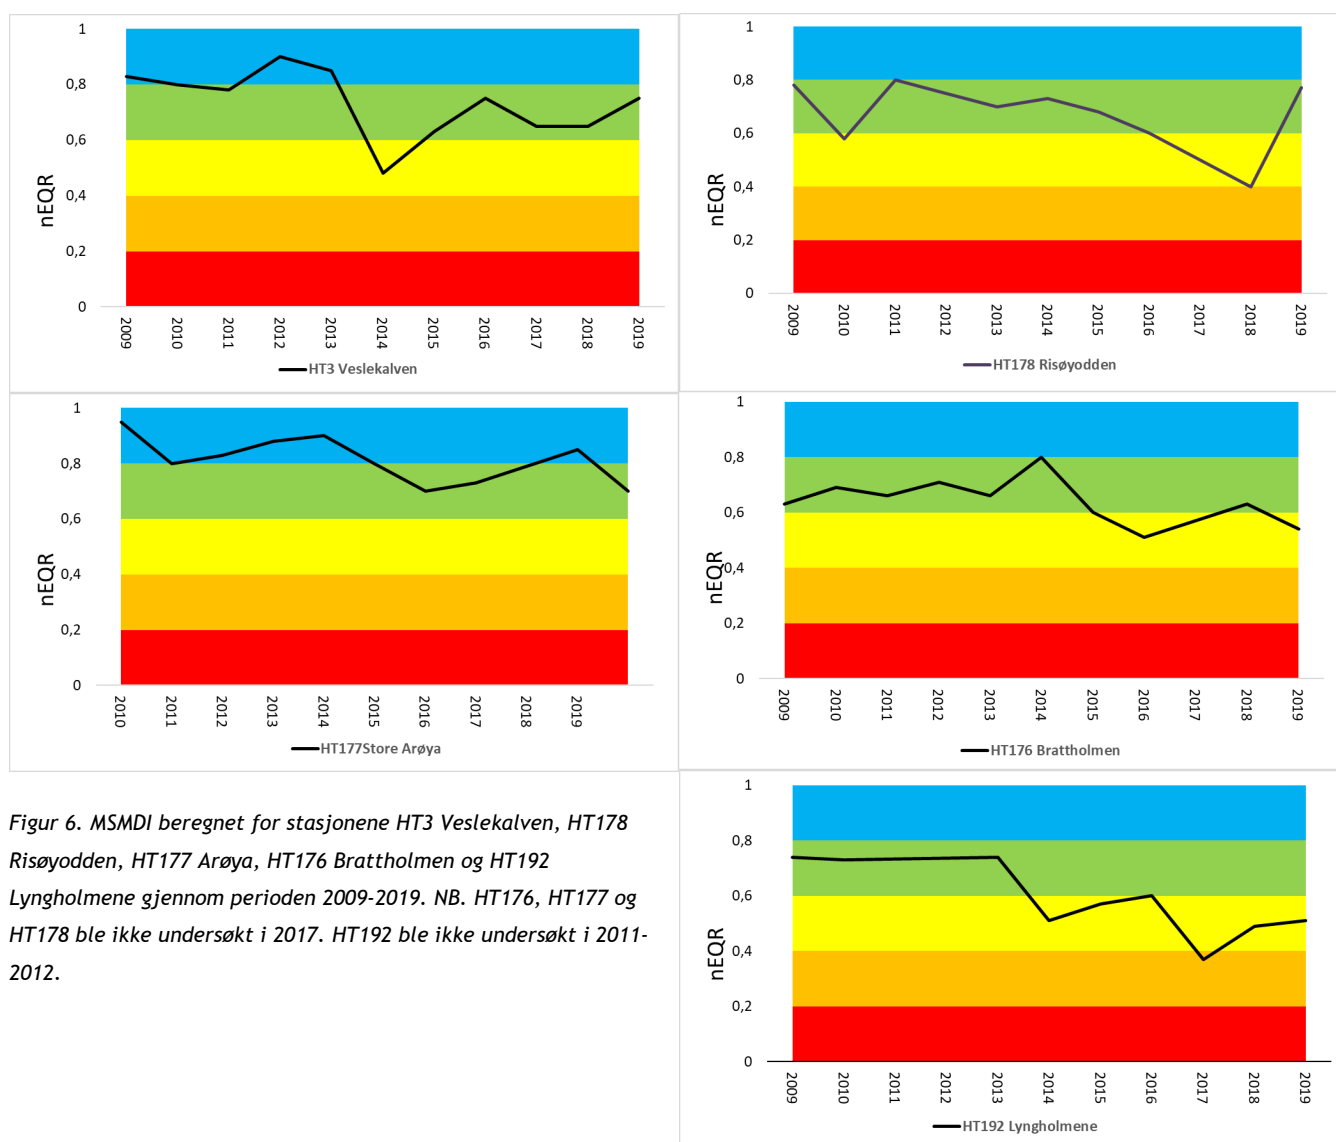 1
0,8
0,6
0,4
0,2
0
nEQR
2009 2010 2011 2012 2013 2014 2015 2016 2017 2018 2019
HT3 Veslekalven
1
0,8
0,6
0,4
0,2
0
nEQR
2009 2010 2011 2012 2013 2014 2015 2016 2017 2018 2019
HT178 Risøyodden
1
0,8
0,6
0,4
0,2
0
nEQR
2010 2011 2012 2013 2014 2015 2016 2017 2018 2019
HT177Store Arøya
1
0,8
0,6
0,4
0,2
0
nEQR
2009 2010 2011 2012 2013 2014 2015 2016 2017 2018 2019
HT176 Brattholmen
Figur 6. MSMDI beregnet for stasjonene HT3 Veslekalven, HT178
Risøyodden, HT177 Arøya, HT176 Brattholmen og HT192
Lyngholmene gjennom perioden 2009-2019. NB. HT176, HT177 og
HT178 ble ikke undersøkt i 2017. HT192 ble ikke undersøkt i 2011-
2012.
1
0,8
0,6
0,4
0,2
0
nEQR
2009 2010 2011 2012 2013 2014 2015 2016 2017 2018 2019
HT192 Lyngholmene